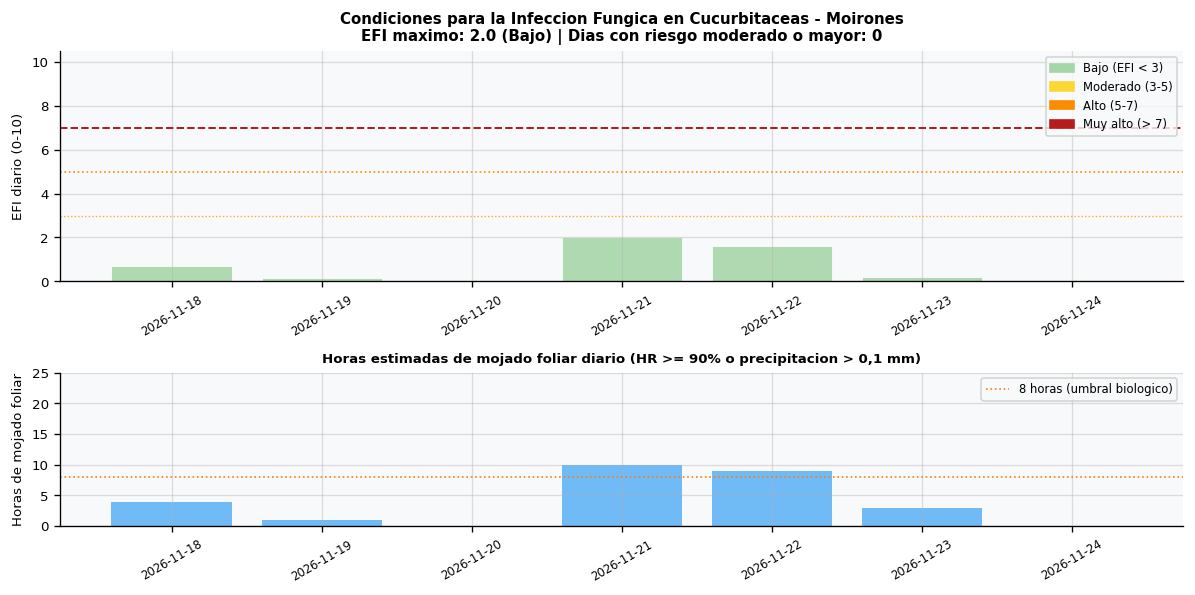 Condiciones para la Infeccion Fungica en Cucurbitaceas - Moirones
EFI maximo: 2.0 (Bajo) | Dias con riesgo moderado o mayor: 0
EFI diario (0-10)
10
8
6
4
2
0
Bajo (EFI < 3)
Moderado (3-5)
Alto (5-7)
Muy alto (> 7)
2026-11-18
2026-11-19
2026-11-20
2026-11-21
2026-11-22
2026-11-23
2026-11-24
Horas estimadas de mojado foliar diario (HR >= 90% o precipitacion > 0,1 mm)
Horas de mojado foliar
25
20
15
10
5
0
8 horas (umbral biologico)
2026-11-18
2026-11-19
2026-11-20
2026-11-21
2026-11-22
2026-11-23
2026-11-24